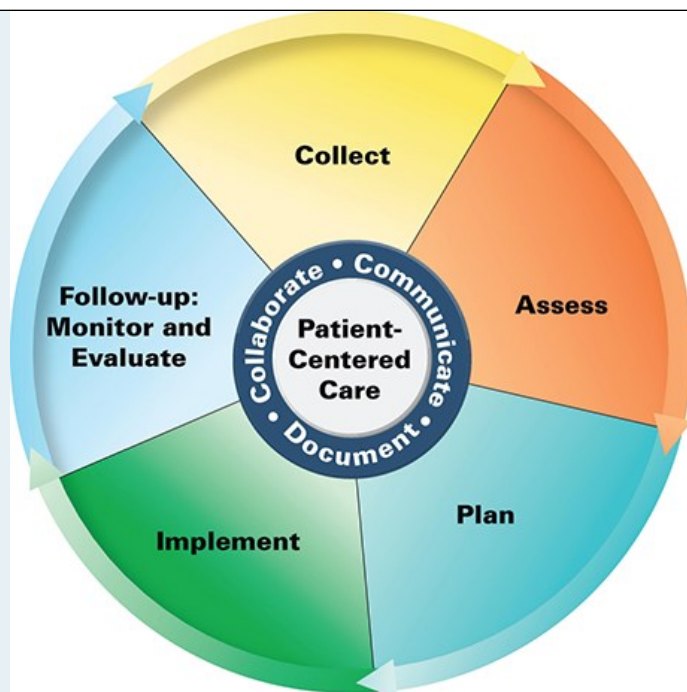 Collect
Assess
Plan
Implement
Follow-up:
Monitor and
Evaluate
Collaborate • Communicate • Document •
Patient-
Centered
Care